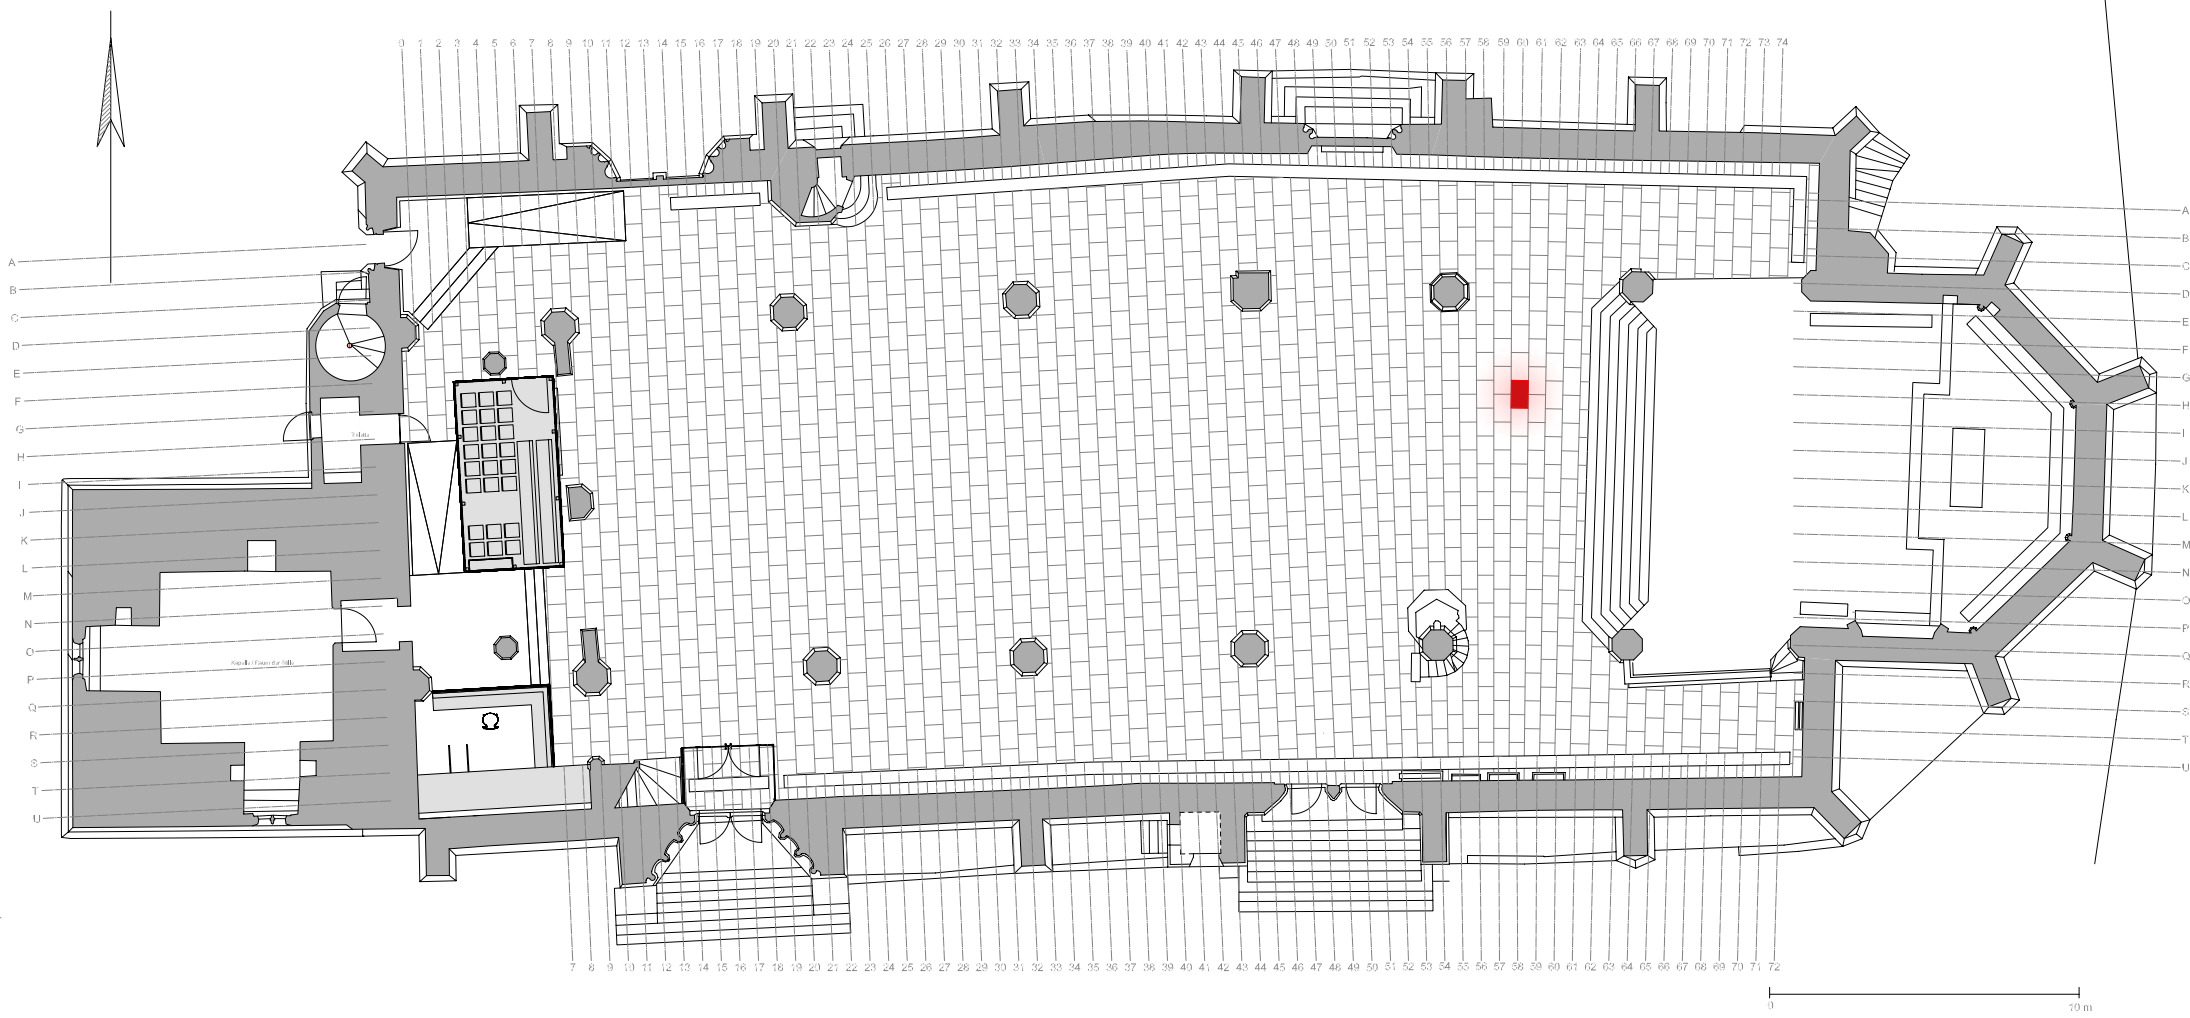 0 1 2 3 4 5 6 7 8 9 10 11 12 13 14 15 16 17 18 19 20 21 22 23 24 25 26 27 28 29 30 31 32 33 34 35 36 37 38 39 40 41 42 43 44 45 46 47 48 49 50 51 52 53 54 55 56 57 58 59 60 61 62 63 64 65 66 67 68 69 70 71 72 73 74
A
B
C
D
E
F
G
H
I
J
K
L
M
N
O
P
Q
R
S
T
U
Kapelle / Raum der Stille
A
B
C
D
E
F
G
H
I
J
K
L
M
N
O
P
Q
R
S
T
U
7 8 9 10 11 12 13 14 15 16 17 18 19 20 21 22 23 24 25 26 27 28 29 30 31 32 33 34 35 36 37 38 39 40 41 42 43 44 45 46 47 48 49 50 51 52 53 54 55 56 57 58 59 60 61 62 63 64 65 66 67 68 69 70 71 72
0 10 m